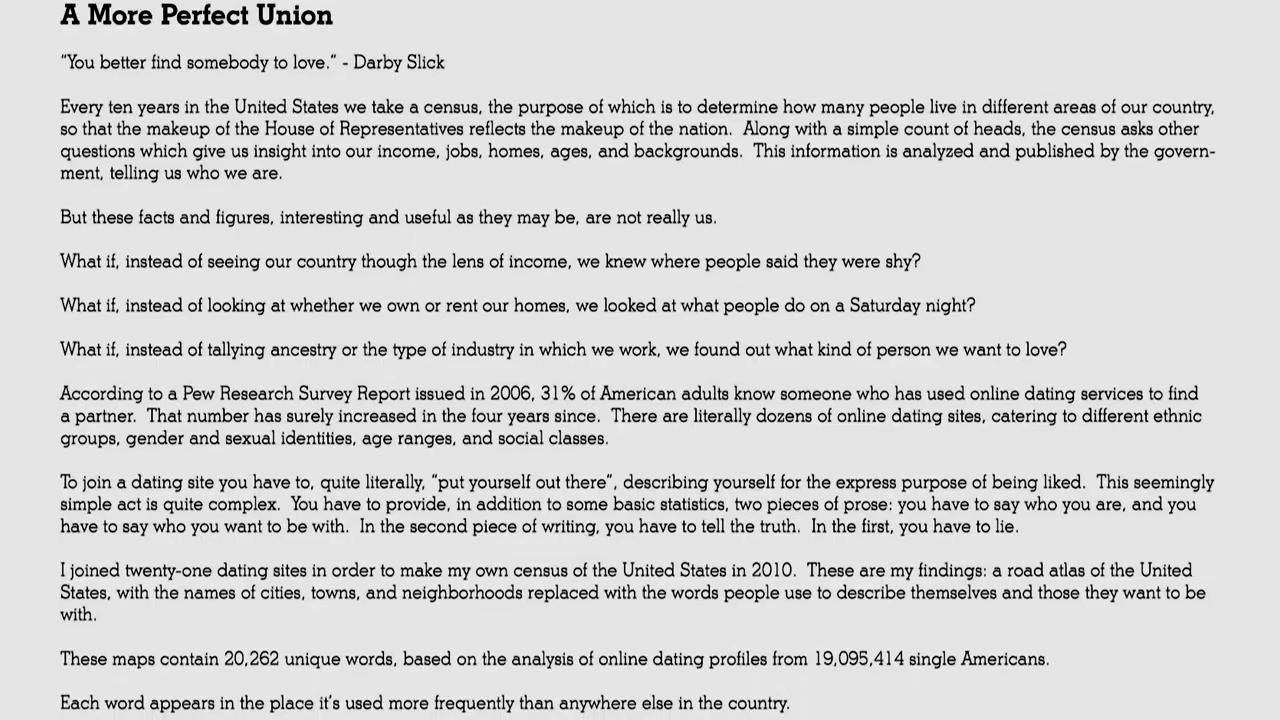 A More Perfect Union
"You better find somebody to love." - Darby Slick
Every ten years in the United States we take a census, the purpose of which is to determine how many people live in different areas of our country,
so that the makeup of the House of Representatives reflects the makeup of the nation.  Along with a simple count of heads, the census asks other
questions which give us insight into our income, jobs, homes, ages, and backgrounds.  This information is analyzed and published by the govern-
ment, telling us who we are.
But these facts and figures, interesting and useful as they may be, are not really us.
What if, instead of seeing our country though the lens of income, we knew where people said they were shy?
What if, instead of looking at whether we own or rent our homes, we looked at what people do on a Saturday night?
What if, instead of tallying ancestry or the type of industry in which we work, we found out what kind of person we want to love?
According to a Pew Research Survey Report issued in 2006, 31% of American adults know someone who has used online dating services to find
a partner.  That number has surely increased in the four years since.  There are literally dozens of online dating sites, catering to different ethnic
groups, gender and sexual identities, age ranges, and social classes.
To join a dating site you have to, quite literally, "put yourself out there", describing yourself for the express purpose of being liked.  This seemingly
simple act is quite complex.  You have to provide, in addition to some basic statistics, two pieces of prose: you have to say who you are, and you
have to say who you want to be with.  In the second piece of writing, you have to tell the truth.  In the first, you have to lie.
I joined twenty-one dating sites in order to make my own census of the United States in 2010.  These are my findings: a road atlas of the United
States, with the names of cities, towns, and neighborhoods replaced with the words people use to describe themselves and those they want to be
with.
These maps contain 20,262 unique words, based on the analysis of online dating profiles from 19,095,414 single Americans.
Each word appears in the place it's used more frequently than anywhere else in the country.